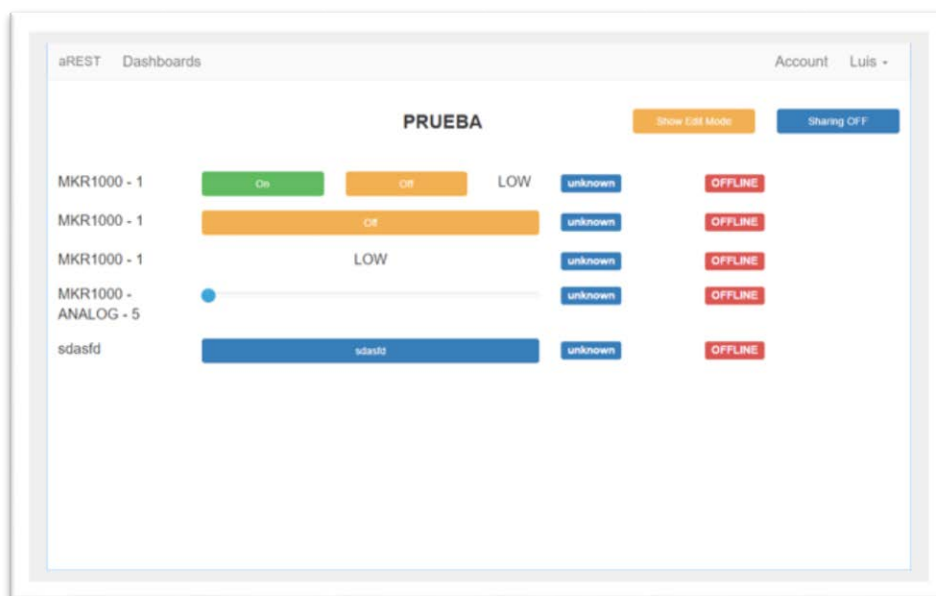 aREST Dashboards Account Luis
PRUEBA Show Edit Mode Sharing OFF
MKR1000 - 1 On Off LOW unknown OFFLINE
MKR1000 - 1 Off unknown OFFLINE
MKR1000 - 1 LOW unknown OFFLINE
MKR1000 -
ANALOG - 5 unknown OFFLINE
sdasfd sdasfd unknown OFFLINE